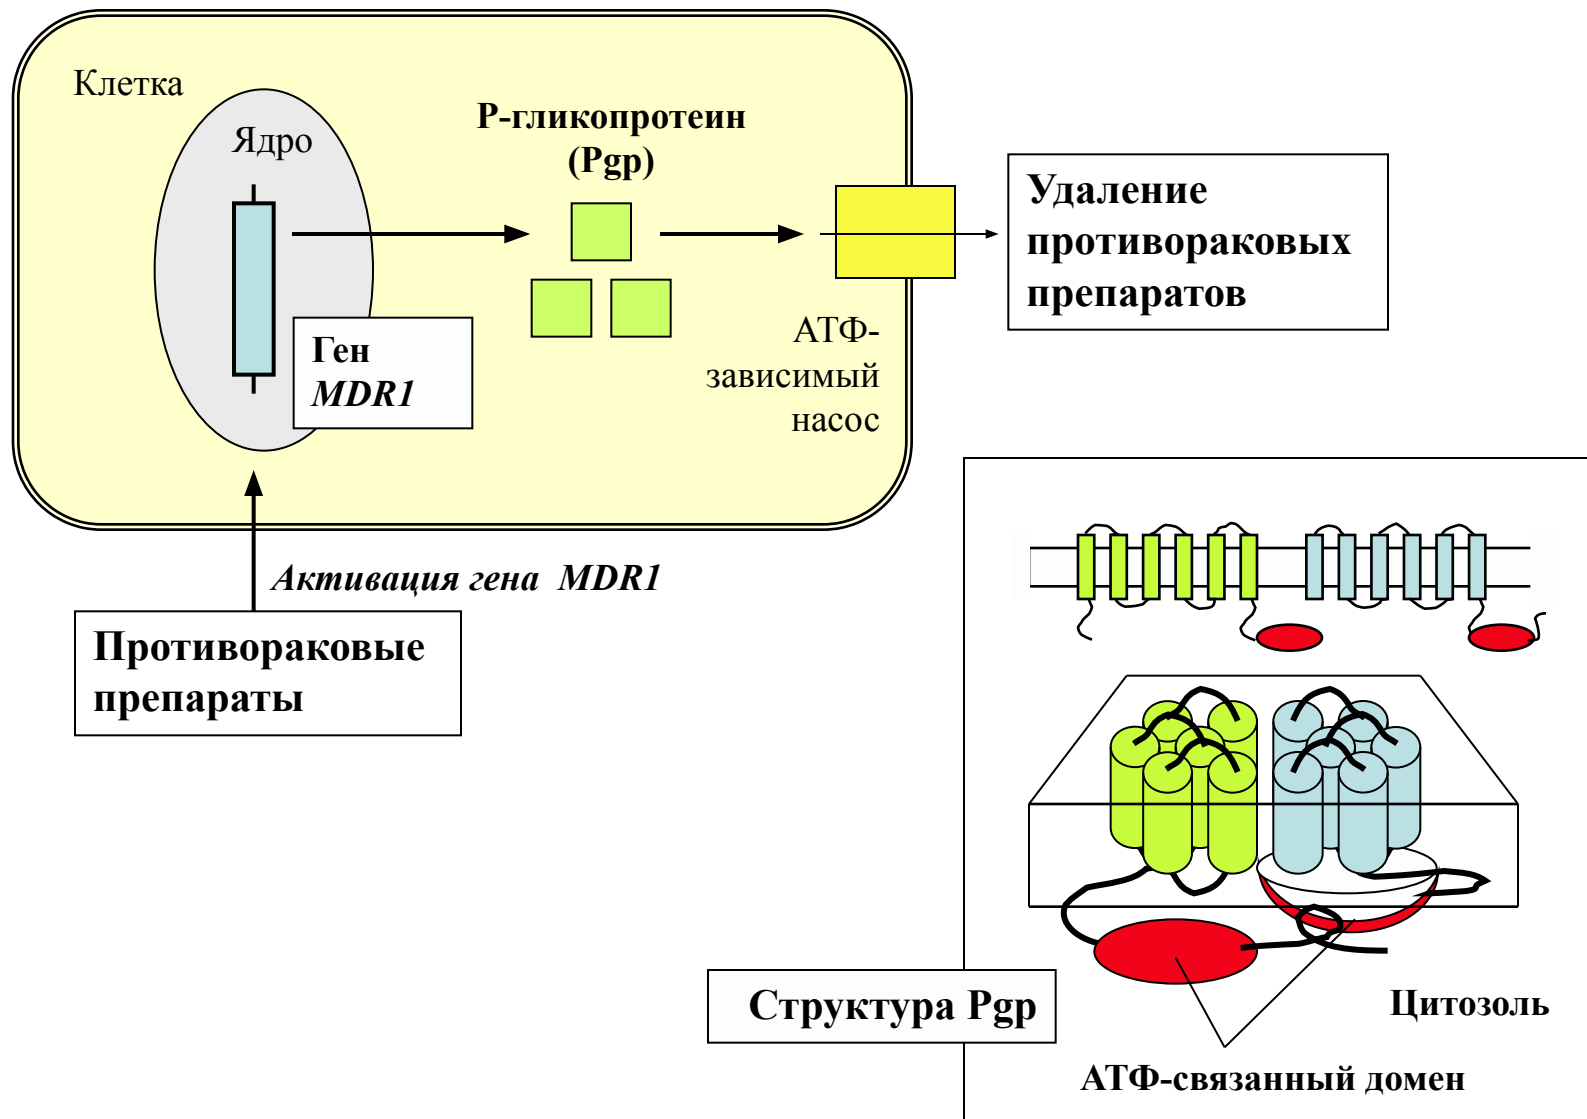 Клетка
Ядро
Р-гликопротеин
(Pgp)
Ген
MDR1
АТФ-
зависимый
насос
Удаление
противораковых
препаратов
Активация гена MDR1
Противораковые
препараты
Структура Pgp
Цитозоль
АТФ-связанный домен